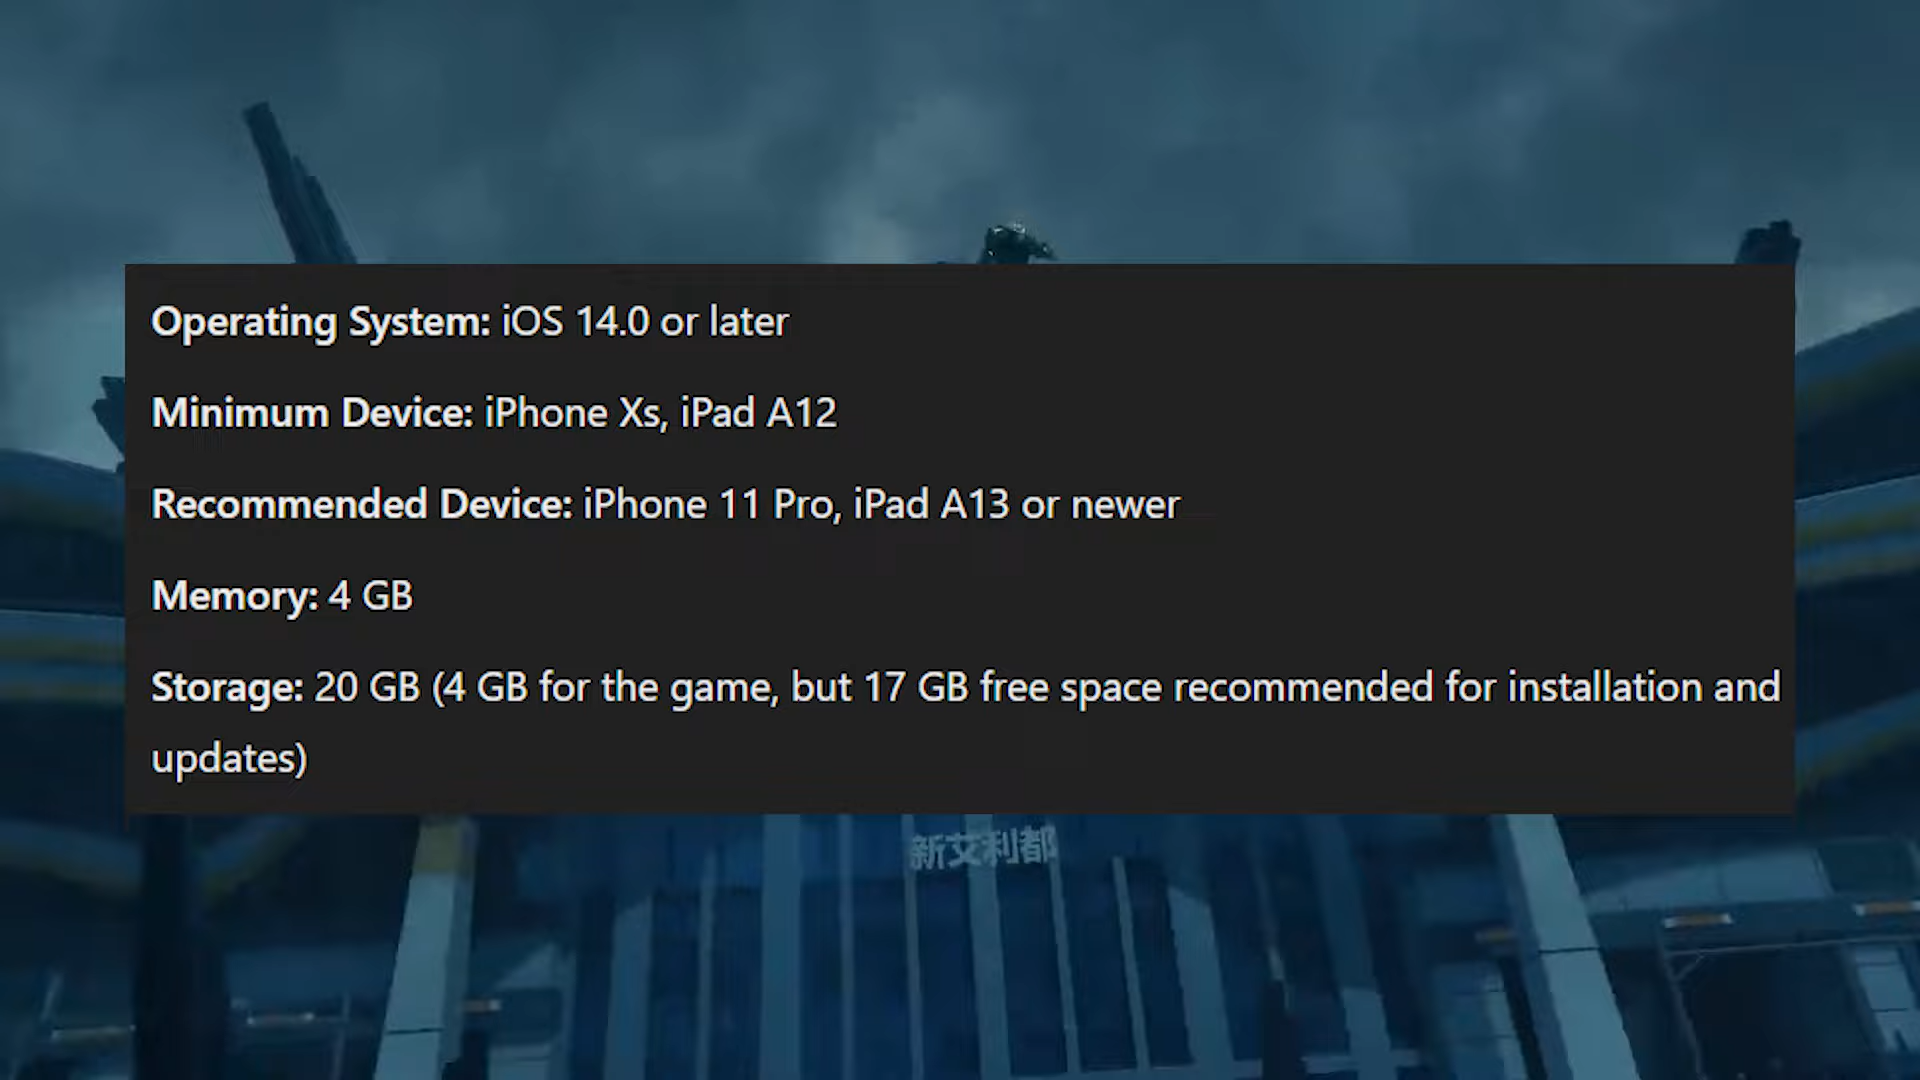 Operating System: iOS 14.0 or later
Minimum Device: iPhone Xs, iPad A12
Recommended Device: iPhone 11 Pro, iPad A13 or newer
Memory: 4 GB
Storage: 20 GB (4 GB for the game, but 17 GB free space recommended for installation and
updates)
新艾利都